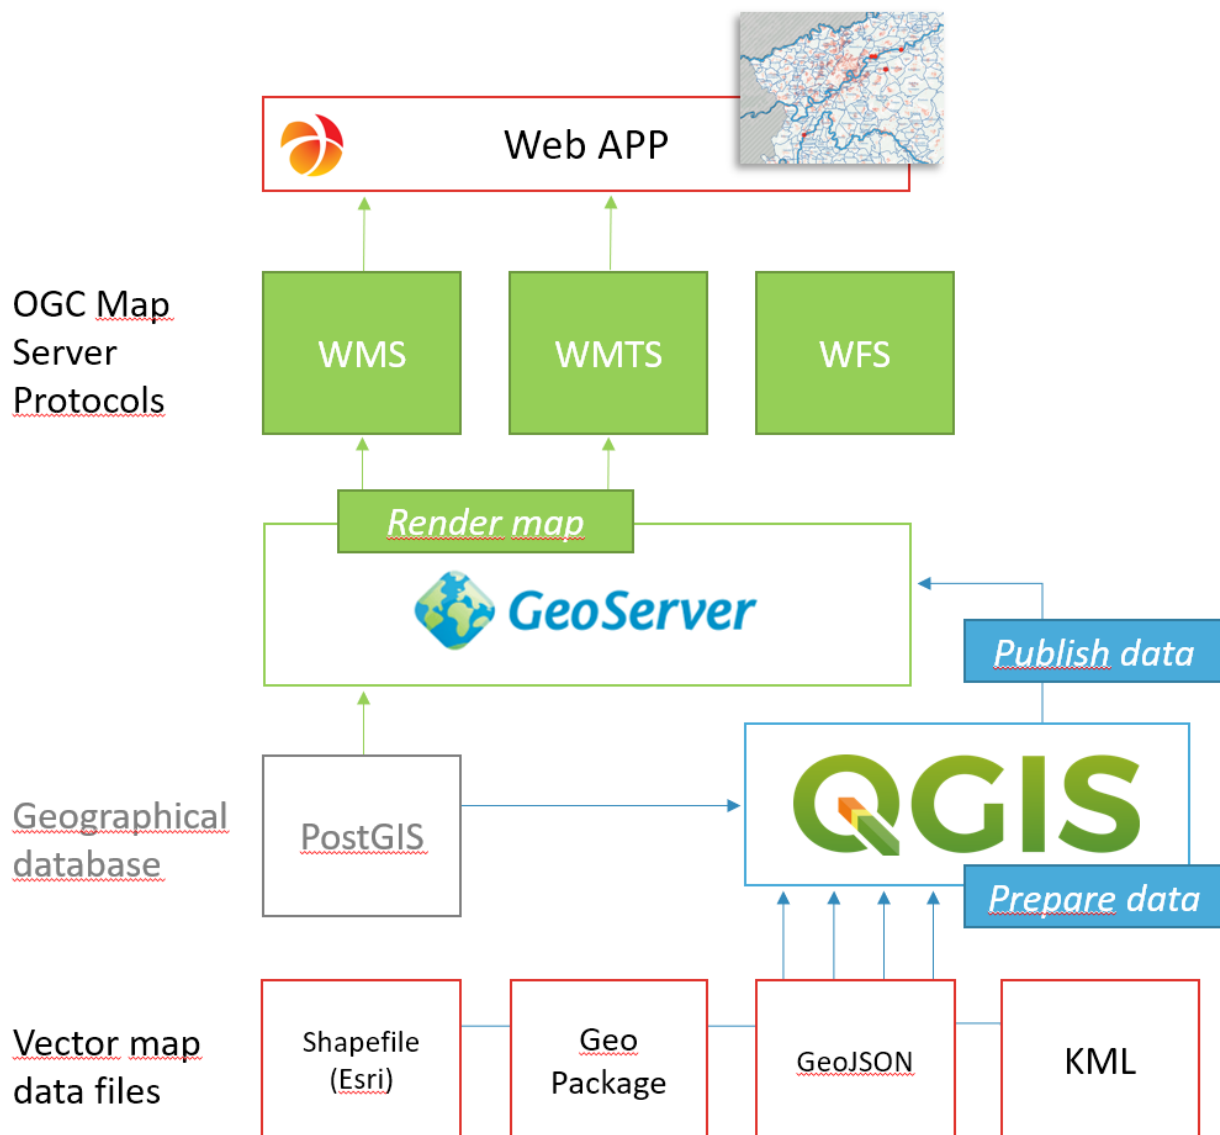 Web APP
OGC Map
Server
Protocols
WMS
WMTS
WFS
Render map
GeoServer
Publish data
Geographical
database
PostGIS
QGIS
Prepare data
Vector map
data files
Shapefile
(Esri)
Geo
Package
GeoJSON
KML